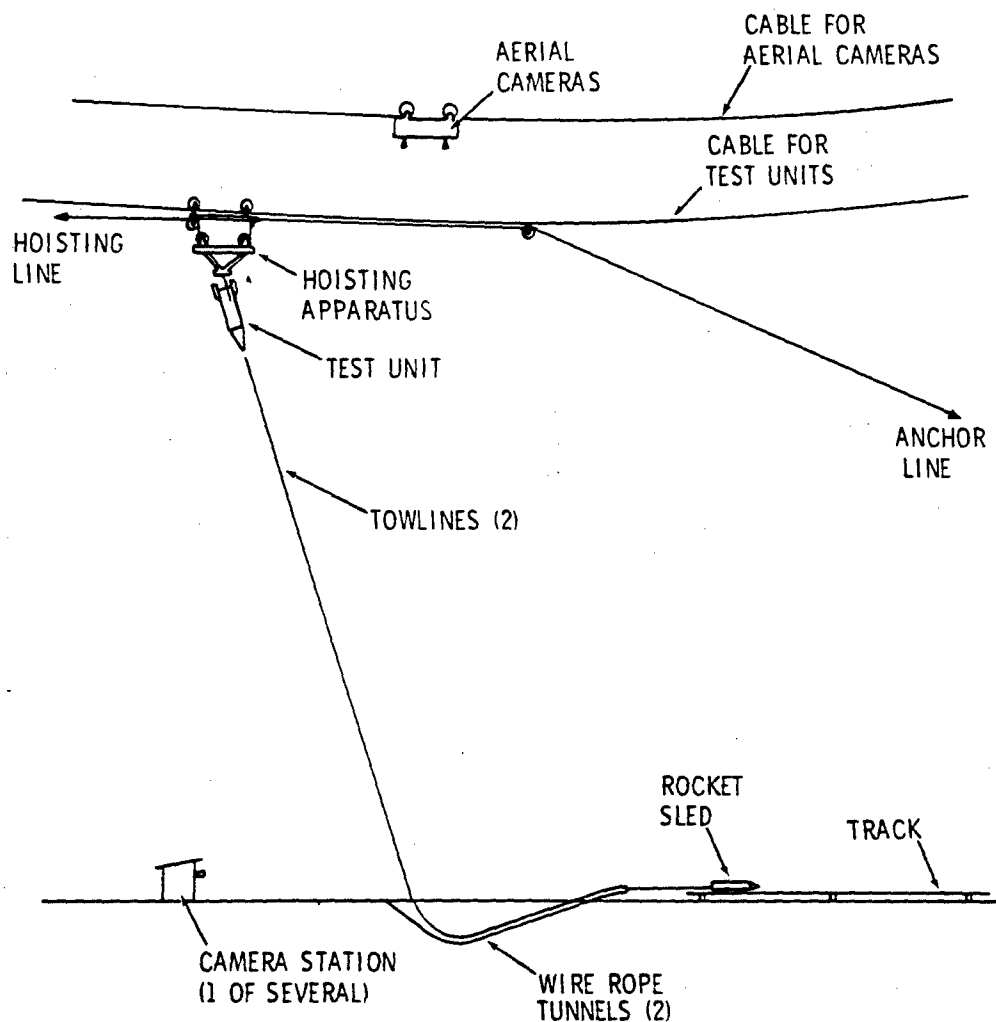 CABLE FOR
AERIAL CAMERAS
AERIAL
CAMERAS
CABLE FOR
TEST UNITS
HOISTING
LINE
HOISTING
APPARATUS
TEST UNIT
ANCHOR
LINE
TOWLINES (2)
ROCKET
SLED
TRACK
CAMERA STATION
(1 OF SEVERAL)
WIRE ROPE
TUNNELS (2)